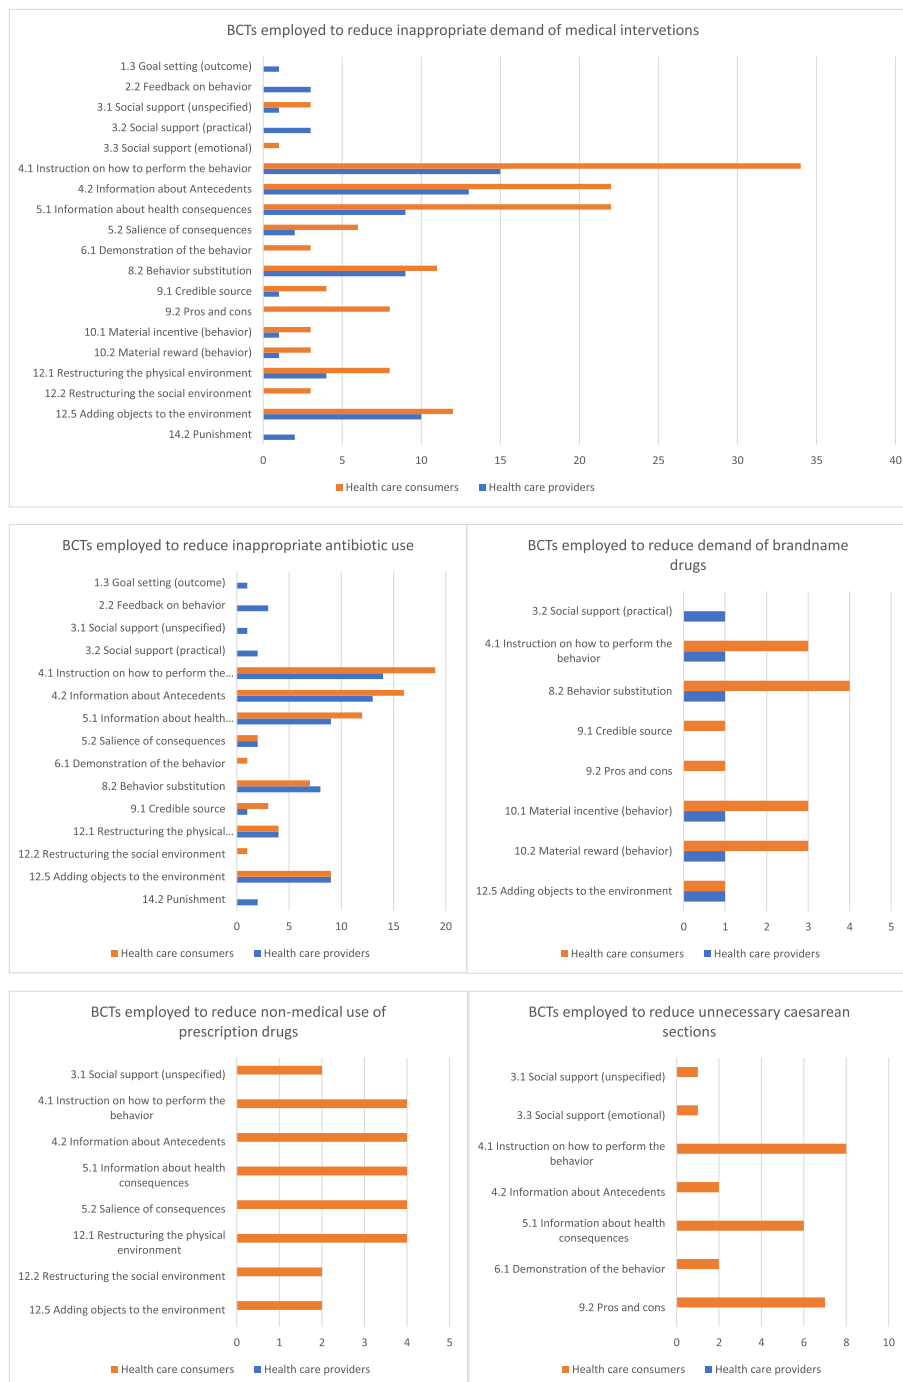 BCTs employed to reduce inappropriate demand of medical intervetions
1.3 Goal setting (outcome)
2.2 Feedback on behavior
3.1 Social support (unspecified)
3.2 Social support (practical)
3.3 Social support (emotional)
4.1 Instruction on how to perform the behavior
4.2 Information about Antecedents
5.1 Information about health consequences
5.2 Salience of consequences
6.1 Demonstration of the behavior
8.2 Behavior substitution
9.1 Credible source
9.2 Pros and cons
10.1 Material incentive (behavior)
10.2 Material reward (behavior)
12.1 Restructuring the physical environment
12.2 Restructuring the social environment
12.5 Adding objects to the environment
14.2 Punishment
0 5 10 15 20 25 30 35 40
Health care consumers Health care providers
BCTs employed to reduce inappropriate antibiotic use
1.3 Goal setting (outcome)
2.2 Feedback on behavior
3.1 Social support (unspecified)
3.2 Social support (practical)
4.1 Instruction on how to perform the...
4.2 Information about Antecedents
5.1 Information about health...
5.2 Salience of consequences
6.1 Demonstration of the behavior
8.2 Behavior substitution
9.1 Credible source
12.1 Restructuring the physical...
12.2 Restructuring the social environment
12.5 Adding objects to the environment
14.2 Punishment
0 5 10 15 20
Health care consumers Health care providers
BCTs employed to reduce demand of brandname
drugs
3.2 Social support (practical)
4.1 Instruction on how to perform the
behavior
8.2 Behavior substitution
9.1 Credible source
9.2 Pros and cons
10.1 Material incentive (behavior)
10.2 Material reward (behavior)
12.5 Adding objects to the environment
0 1 2 3 4 5
Health care consumers Health care providers
BCTs employed to reduce non-medical use of
prescription drugs
3.1 Social support (unspecified)
4.1 Instruction on how to perform the
behavior
4.2 Information about Antecedents
5.1 Information about health
consequences
5.2 Salience of consequences
12.1 Restructuring the physical
environment
12.2 Restructuring the social environment
12.5 Adding objects to the environment
0 1 2 3 4 5
Health care consumers Health care providers
BCTs employed to reduce unnecessary caesarean
sections
3.1 Social support (unspecified)
3.3 Social support (emotional)
4.1 Instruction on how to perform the
behavior
4.2 Information about Antecedents
5.1 Information about health
consequences
6.1 Demonstration of the behavior
9.2 Pros and cons
0 2 4 6 8 10
Health care consumers Health care providers